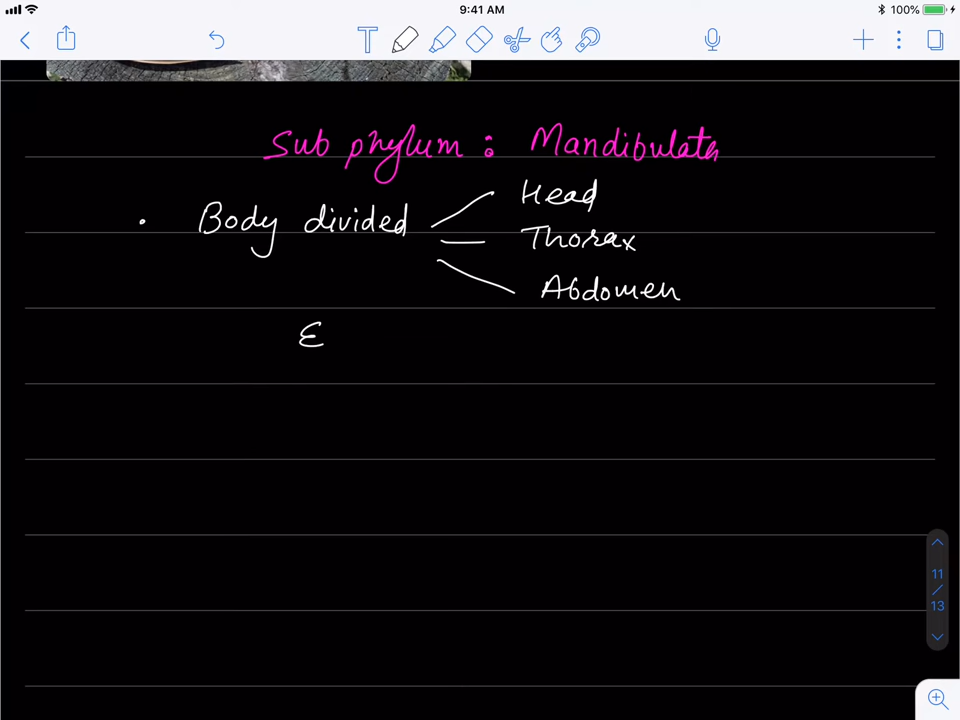 9:41 AM
100%
Sub phylum : Mandibulata
• Body divided
Head
Thorax
Abdomen
E
11
/
13